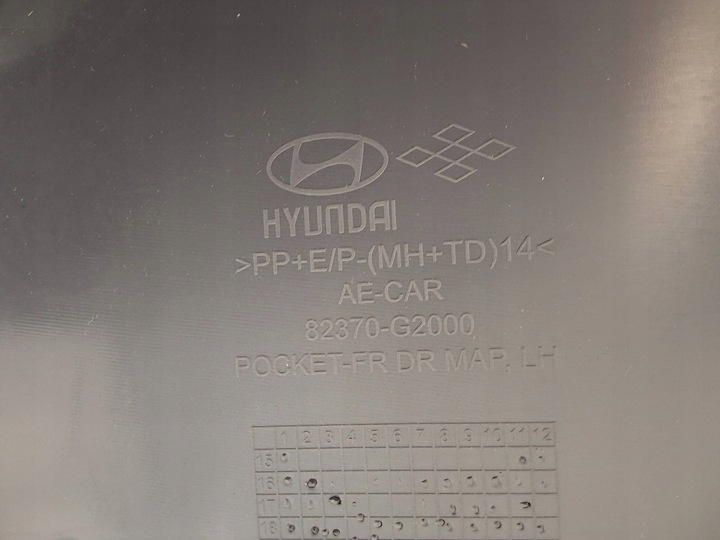 HYUNDAI
>PP+E/P-(MH+TD)14<
AE-CAR
82370-G2000
POCKET-FR DR MAP, LH
1 2 3 4 5 6 7 8 9 10 11 12
15
16
17
18